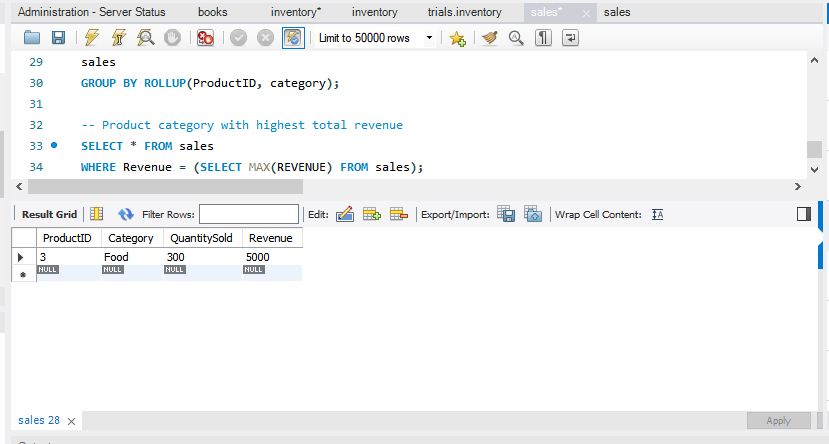 Administration - Server Status books inventory* inventory trials.inventory sales* sales
Limit to 50000 rows
29 sales
30 GROUP BY ROLLUP(ProductID, category);
31
32 -- Product category with highest total revenue
33 SELECT * FROM sales
34 WHERE Revenue = (SELECT MAX(REVENUE) FROM sales);
Result Grid Filter Rows: Edit: Export/Import: Wrap Cell Content: IA
ProductID Category QuantitySold Revenue
3 Food 300 5000
NULL NULL NULL NULL
sales 28 Apply